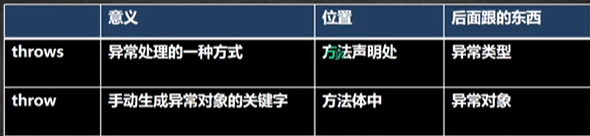 意义 位置 后面跟的东西
throws 异常处理的一种方式 方法声明处 异常类型
throw 手动生成异常对象的关键字 方法体中 异常对象